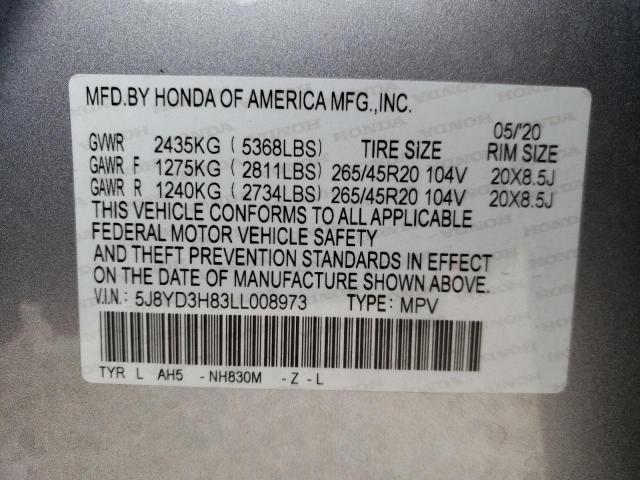 MFD.BY HONDA OF AMERICA MFG.,INC.
05/'20
GVWR 2435KG ( 5368LBS) TIRE SIZE RIM SIZE
GAWR F 1275KG ( 2811LBS) 265/45R20 104V 20X8.5J
GAWR R 1240KG ( 2734LBS) 265/45R20 104V 20X8.5J
THIS VEHICLE CONFORMS TO ALL APPLICABLE
FEDERAL MOTOR VEHICLE SAFETY
AND THEFT PREVENTION STANDARDS IN EFFECT
ON THE DATE OF MANUFACTURE SHOWN ABOVE.
V.I.N.: 5J8YD3H83LL008973 TYPE: MPV
TYR L AH5 -NH830M -Z -L